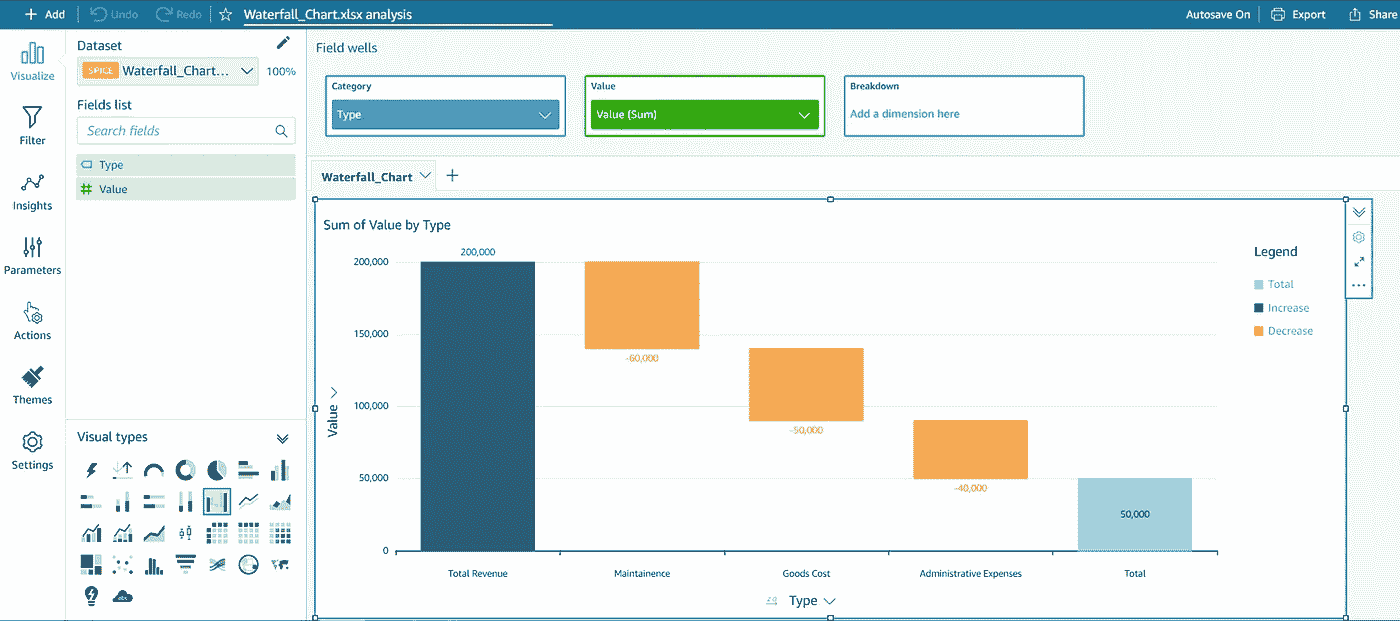 Add
Undo
Redo
Waterfall_Chart.xlsx analysis
Autosave On
Export
Share
Visualize
Filter
Insights
Parameters
Actions
Themes
Settings
Dataset
SPICE
Waterfall_Chart...
100%
Fields list
Search fields
Type
Value
Visual types
Field wells
Category
Type
Value
Value (Sum)
Breakdown
Add a dimension here
Waterfall_Chart
Sum of Value by Type
200,000
150,000
100,000
50,000
0
Value
200,000
-60,000
-50,000
-40,000
50,000
Total Revenue
Maintainence
Goods Cost
Administrative Expenses
Total
Type
Legend
Total
Increase
Decrease